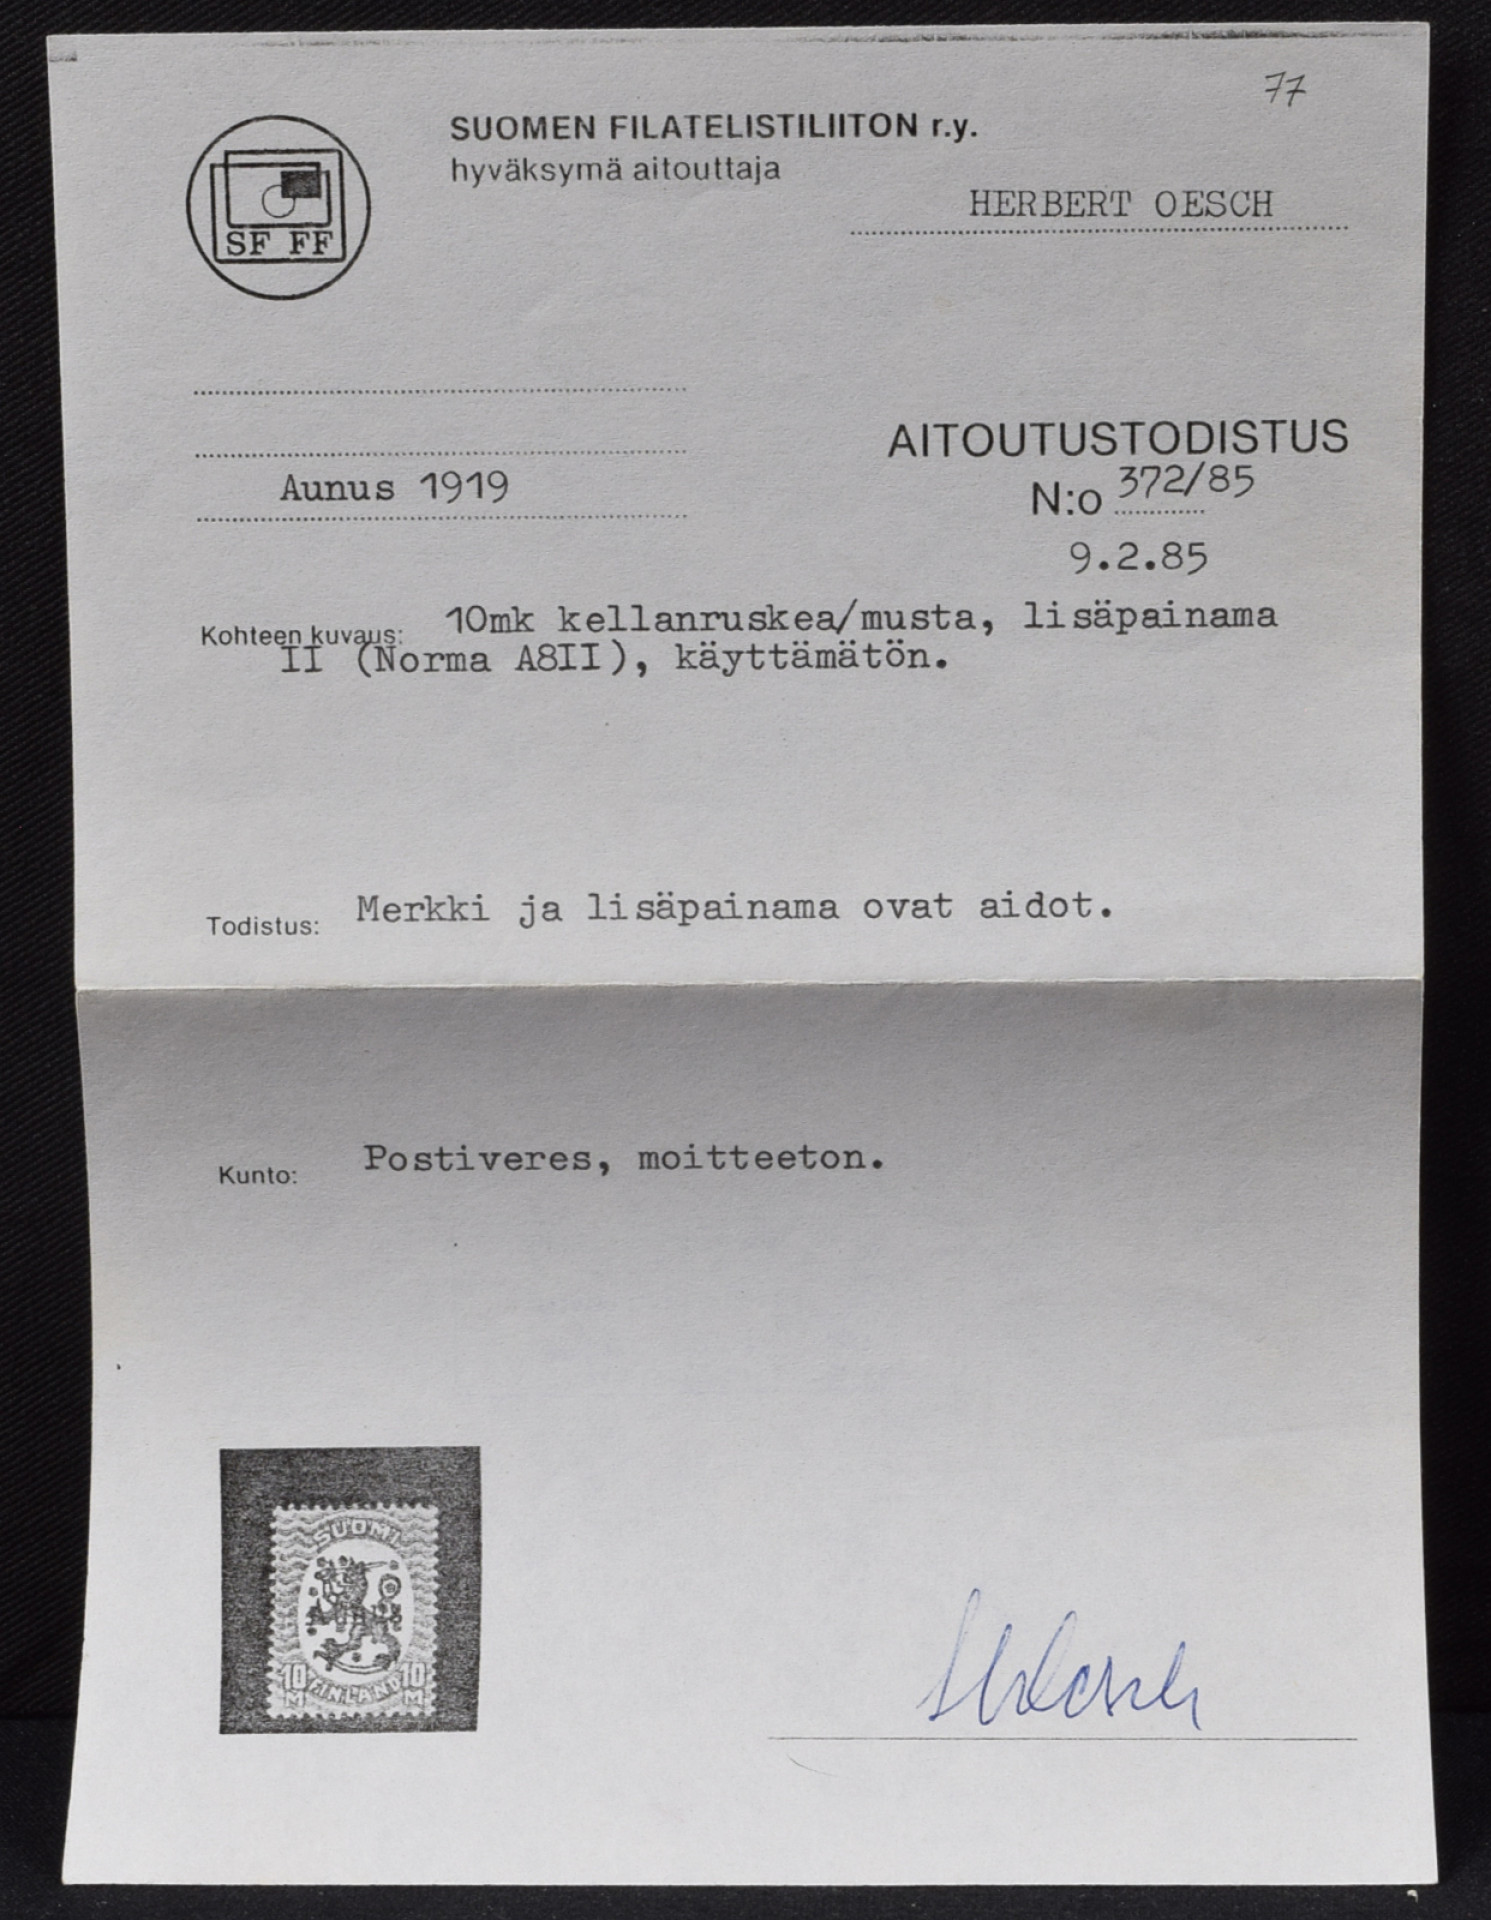 77
SUOMEN FILATELISTILIITON r.y.
hyväksymä aitouttaja
HERBERT OESCH
SF FF
AITOUTUSTODISTUS
Aunus 1919
N:o 372/85
9.2.85
Kohteen kuvaus: 10mk kellanruskea/musta, lisäpainama
II (Norma A8II), käyttämätön.
Todistus: Merkki ja lisäpainama ovat aidot.
Kunto: Postiveres, moitteeton.
SUOMI
10 10
M FINLAND M